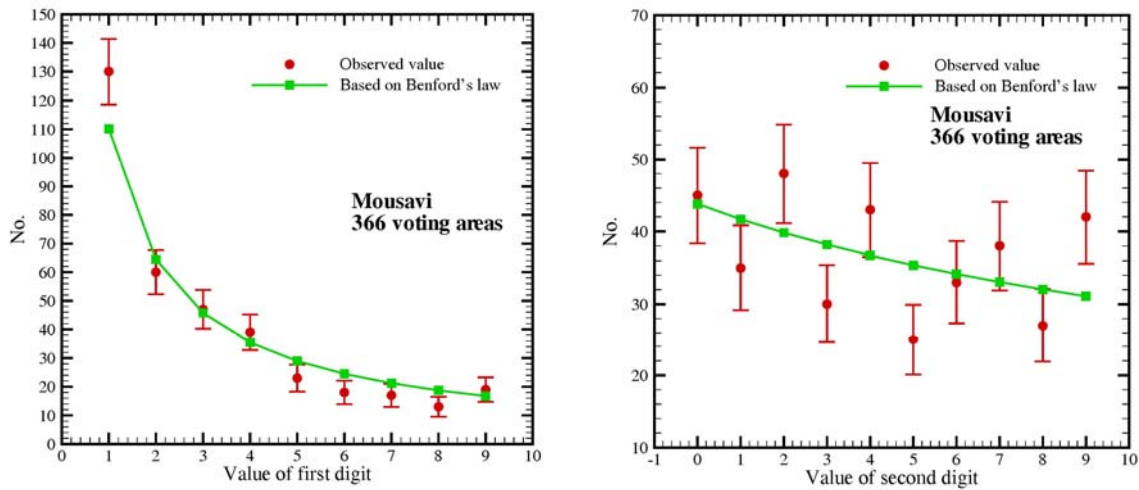 150
140
130
120
110
100
90
80
70
60
50
40
30
20
10
0
No.
Observed value
Based on Benford's law
Mousavi
366 voting areas
0 1 2 3 4 5 6 7 8 9 10
Value of first digit
70
60
50
40
30
20
10
No.
Observed value
Based on Benford's law
Mousavi
366 voting areas
-1 0 1 2 3 4 5 6 7 8 9 10
Value of second digit